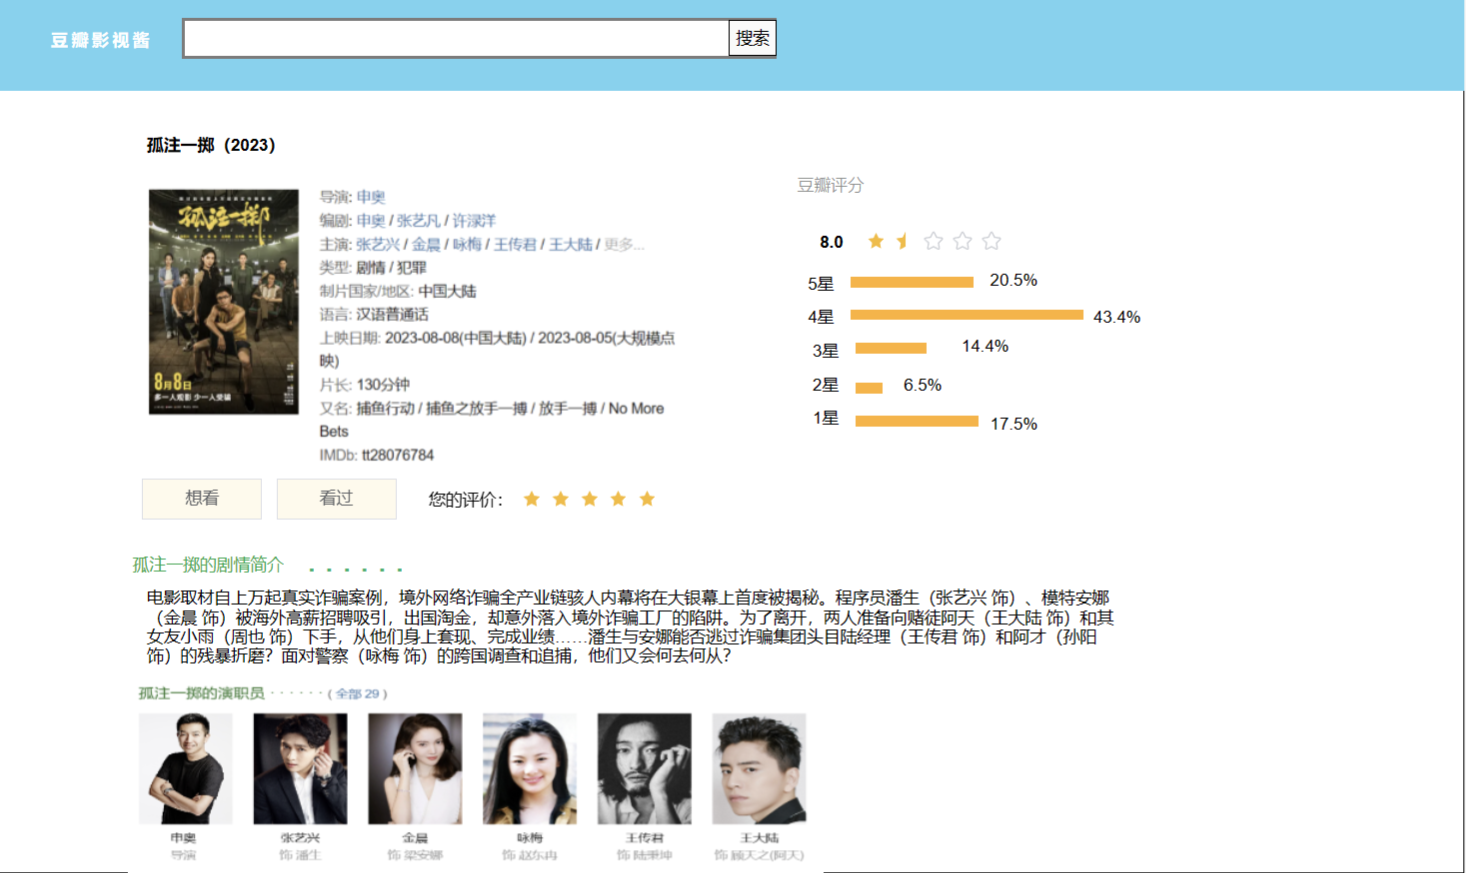 豆瓣影视酱
搜索
孤注一掷（2023）
孤注一掷
8月8日
多一人观影 少一人受骗
导演: 申奥
编剧: 申奥 / 张艺凡 / 许渌洋
主演: 张艺兴 / 金晨 / 咏梅 / 王传君 / 王大陆 / 更多...
类型: 剧情 / 犯罪
制片国家/地区: 中国大陆
语言: 汉语普通话
上映日期: 2023-08-08(中国大陆) / 2023-08-05(大规模点
映)
片长: 130分钟
又名: 捕鱼行动 / 捕鱼之放手一搏 / 放手一搏 / No More
Bets
IMDb: tt28076784
豆瓣评分
8.0
5星 20.5%
4星 43.4%
3星 14.4%
2星 6.5%
1星 17.5%
想看
看过
您的评价：
孤注一掷的剧情简介 . . . . . .
电影取材自上万起真实诈骗案例，境外网络诈骗全产业链骇人内幕将在大银幕上首度被揭秘。程序员潘生（张艺兴 饰）、模特安娜
（金晨 饰）被海外高薪招聘吸引，出国淘金，却意外落入境外诈骗工厂的陷阱。为了离开，两人准备向赌徒阿天（王大陆 饰）和其
女友小雨（周也 饰）下手，从他们身上套现、完成业绩……潘生与安娜能否逃过诈骗集团头目陆经理（王传君 饰）和阿才（孙阳
饰）的残暴折磨？面对警察（咏梅 饰）的跨国调查和追捕，他们又会何去何从？
孤注一掷的演职员 · · · · · · ( 全部 29 )
申奥
导演
张艺兴
饰 潘生
金晨
饰 梁安娜
咏梅
饰 赵东冉
王传君
饰 陆秉坤
王大陆
饰 顾天之(阿天)